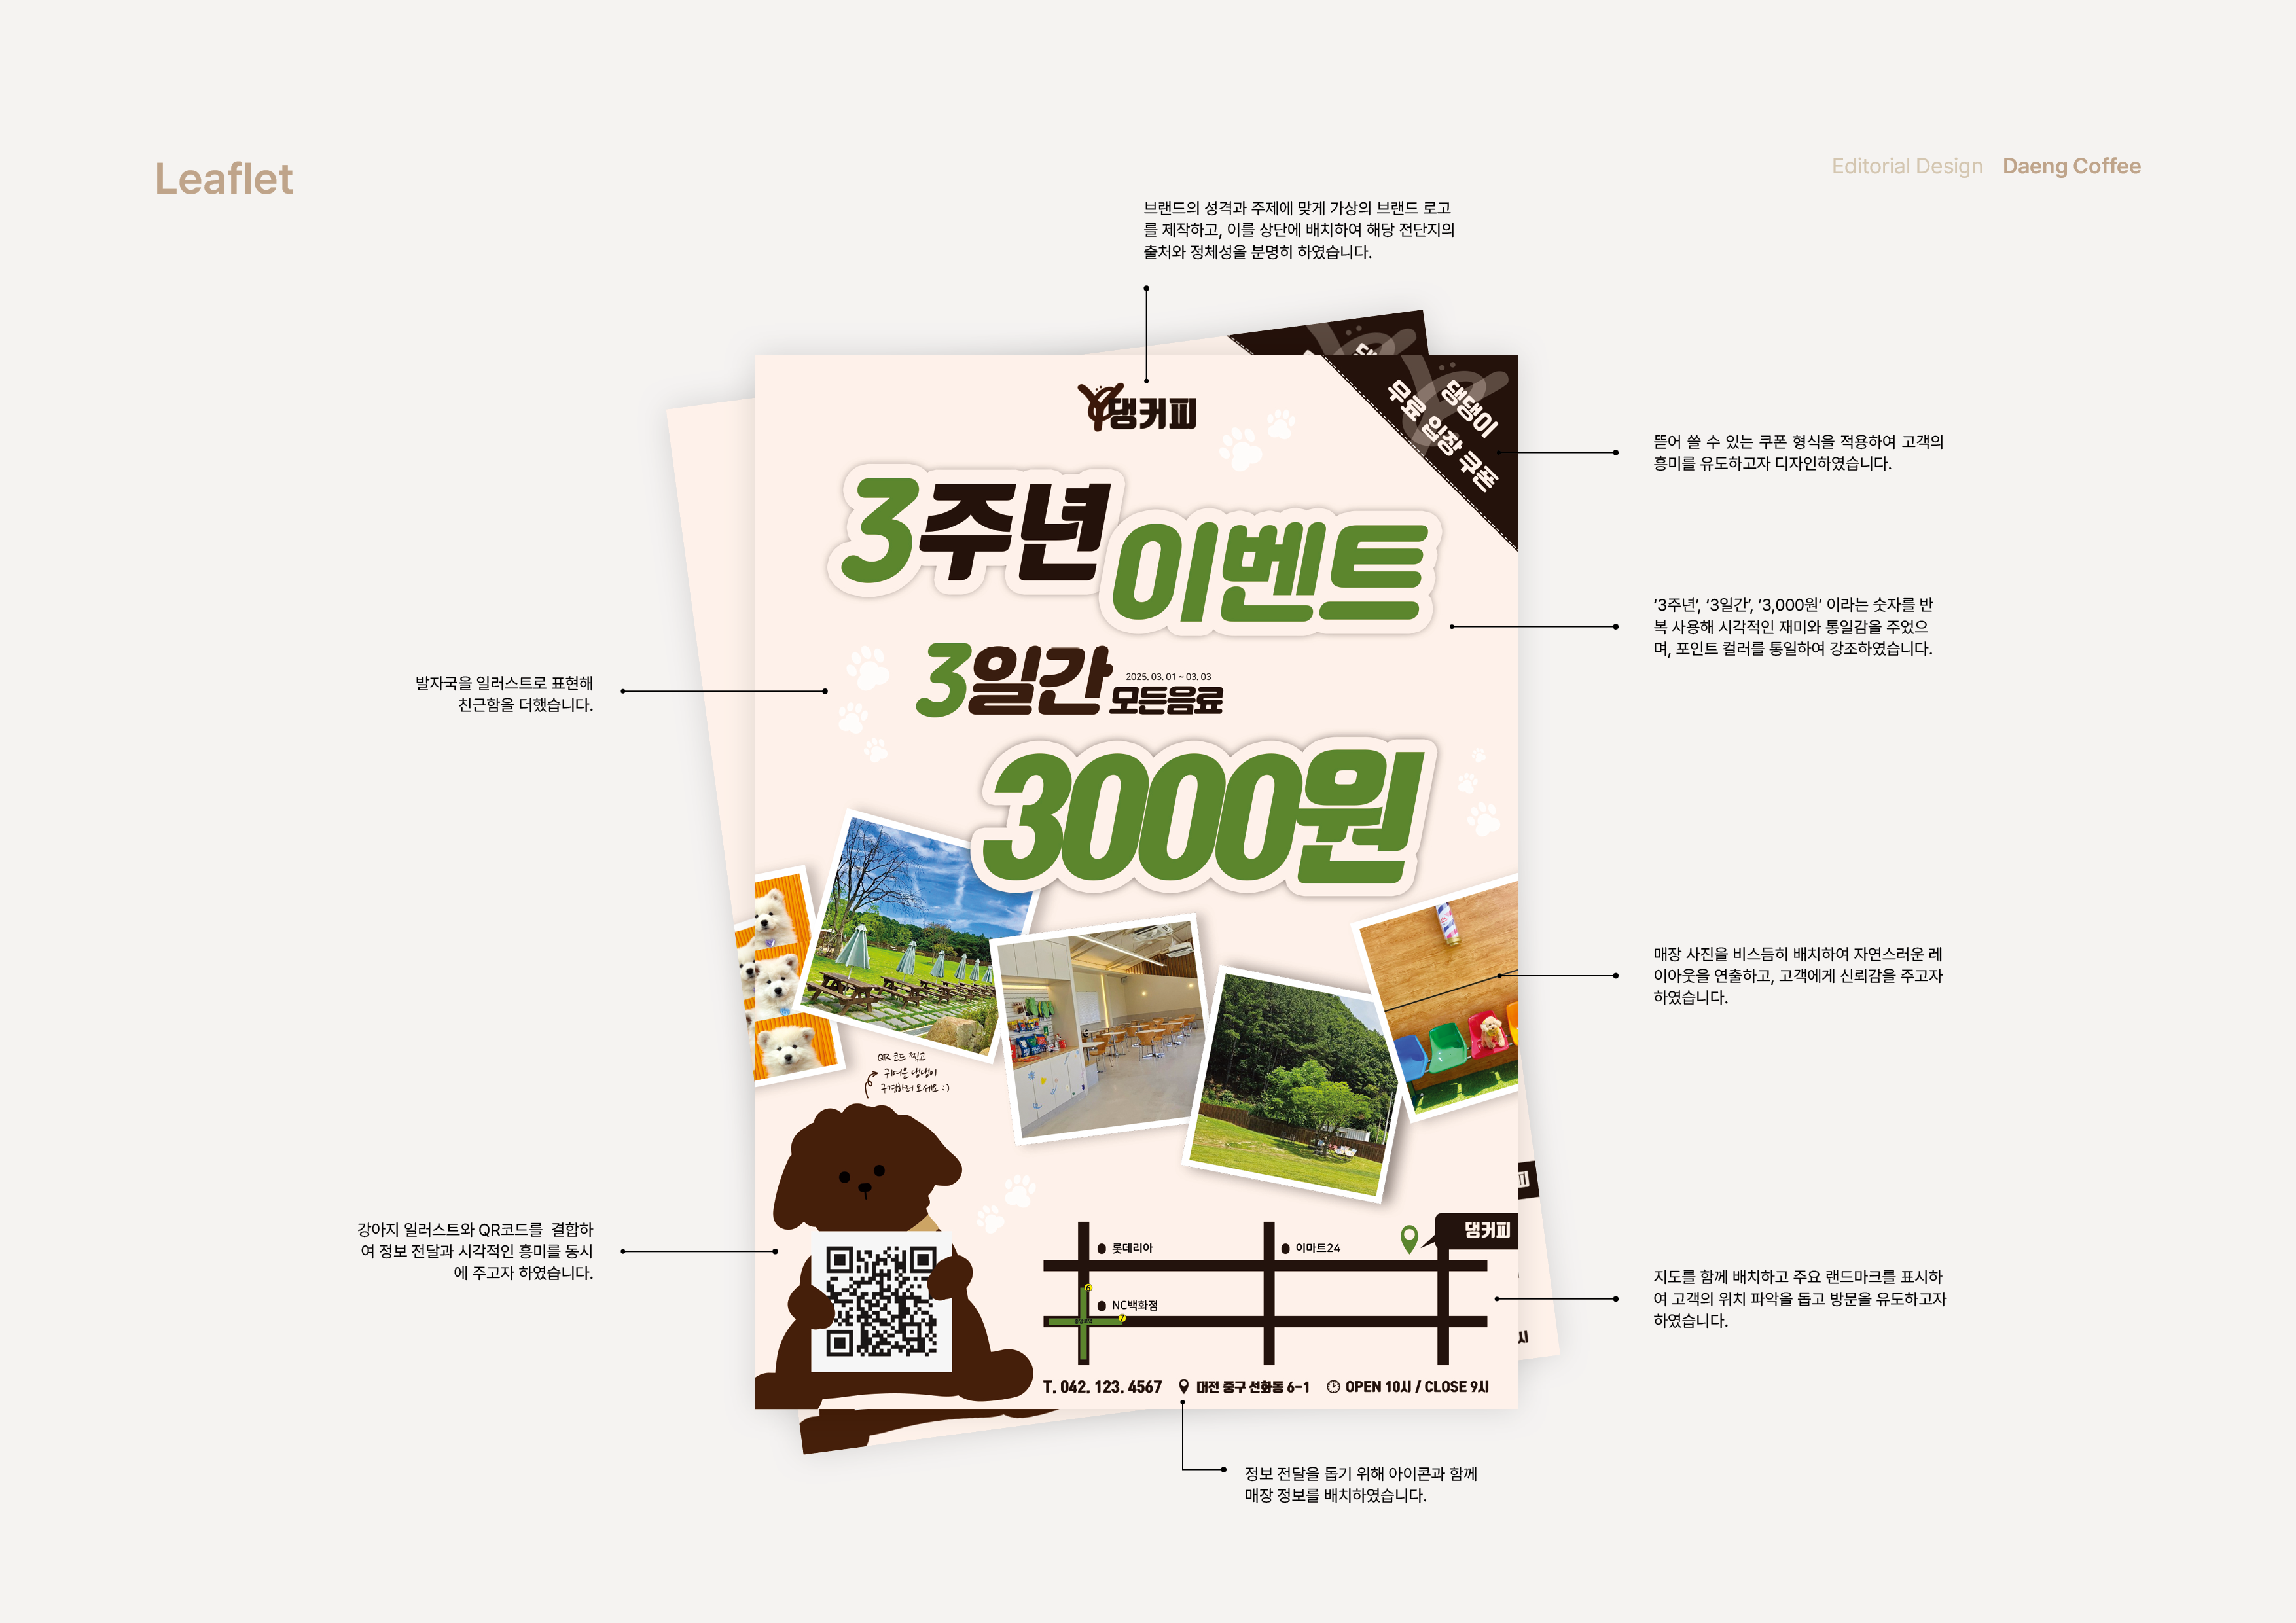 Leaflet
Editorial Design Daeng Coffee
브랜드의 성격과 주제에 맞게 가상의 브랜드 로고
를 제작하고, 이를 상단에 배치하여 해당 전단지의
출처와 정체성을 분명히 하였습니다.
댕커피
댕댕이
무료 입장 쿠폰
뜯어 쓸 수 있는 쿠폰 형식을 적용하여 고객의
흥미를 유도하고자 디자인하였습니다.
3주년 이벤트
‘3주년’, ‘3일간’, ‘3,000원’ 이라는 숫자를 반
복 사용해 시각적인 재미와 통일감을 주었으
며, 포인트 컬러를 통일하여 강조하였습니다.
3일간
2025. 03. 01 ~ 03. 03
모든음료
발자국을 일러스트로 표현해
친근함을 더했습니다.
3000원
매장 사진을 비스듬히 배치하여 자연스러운 레
이아웃을 연출하고, 고객에게 신뢰감을 주고자
하였습니다.
QR 코드 찍고
귀여운 댕댕이
구경하러 오세요 :)
강아지 일러스트와 QR코드를 결합하
여 정보 전달과 시각적인 흥미를 동시
에 주고자 하였습니다.
댕커피
롯데리아
이마트24
6
NC백화점
7
지도를 함께 배치하고 주요 랜드마크를 표시하
여 고객의 위치 파악을 돕고 방문을 유도하고자
하였습니다.
T. 042. 123. 4567 대전 중구 선화동 6-1 OPEN 10시 / CLOSE 9시
정보 전달을 돕기 위해 아이콘과 함께
매장 정보를 배치하였습니다.